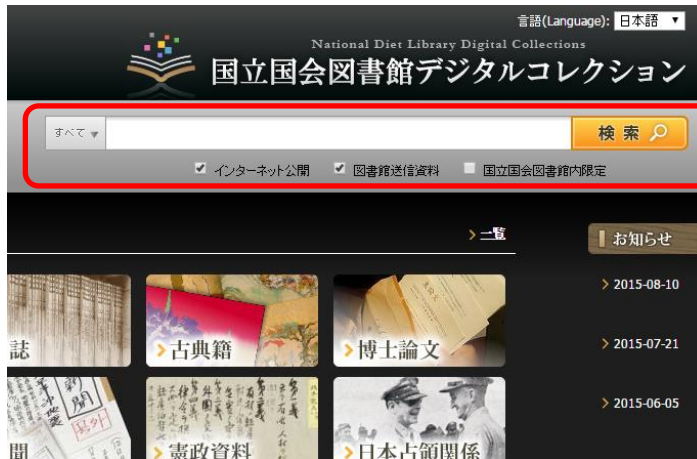 言語(Language): 日本語
National Diet Library Digital Collections
国立国会図書館デジタルコレクション
すべて
検索
インターネット公開
図書館送信資料
国立国会図書館内限定
一覧
お知らせ
2015-08-10
2015-07-21
2015-06-05
誌
古典籍
博士論文
聞
憲政資料
日本占領関係